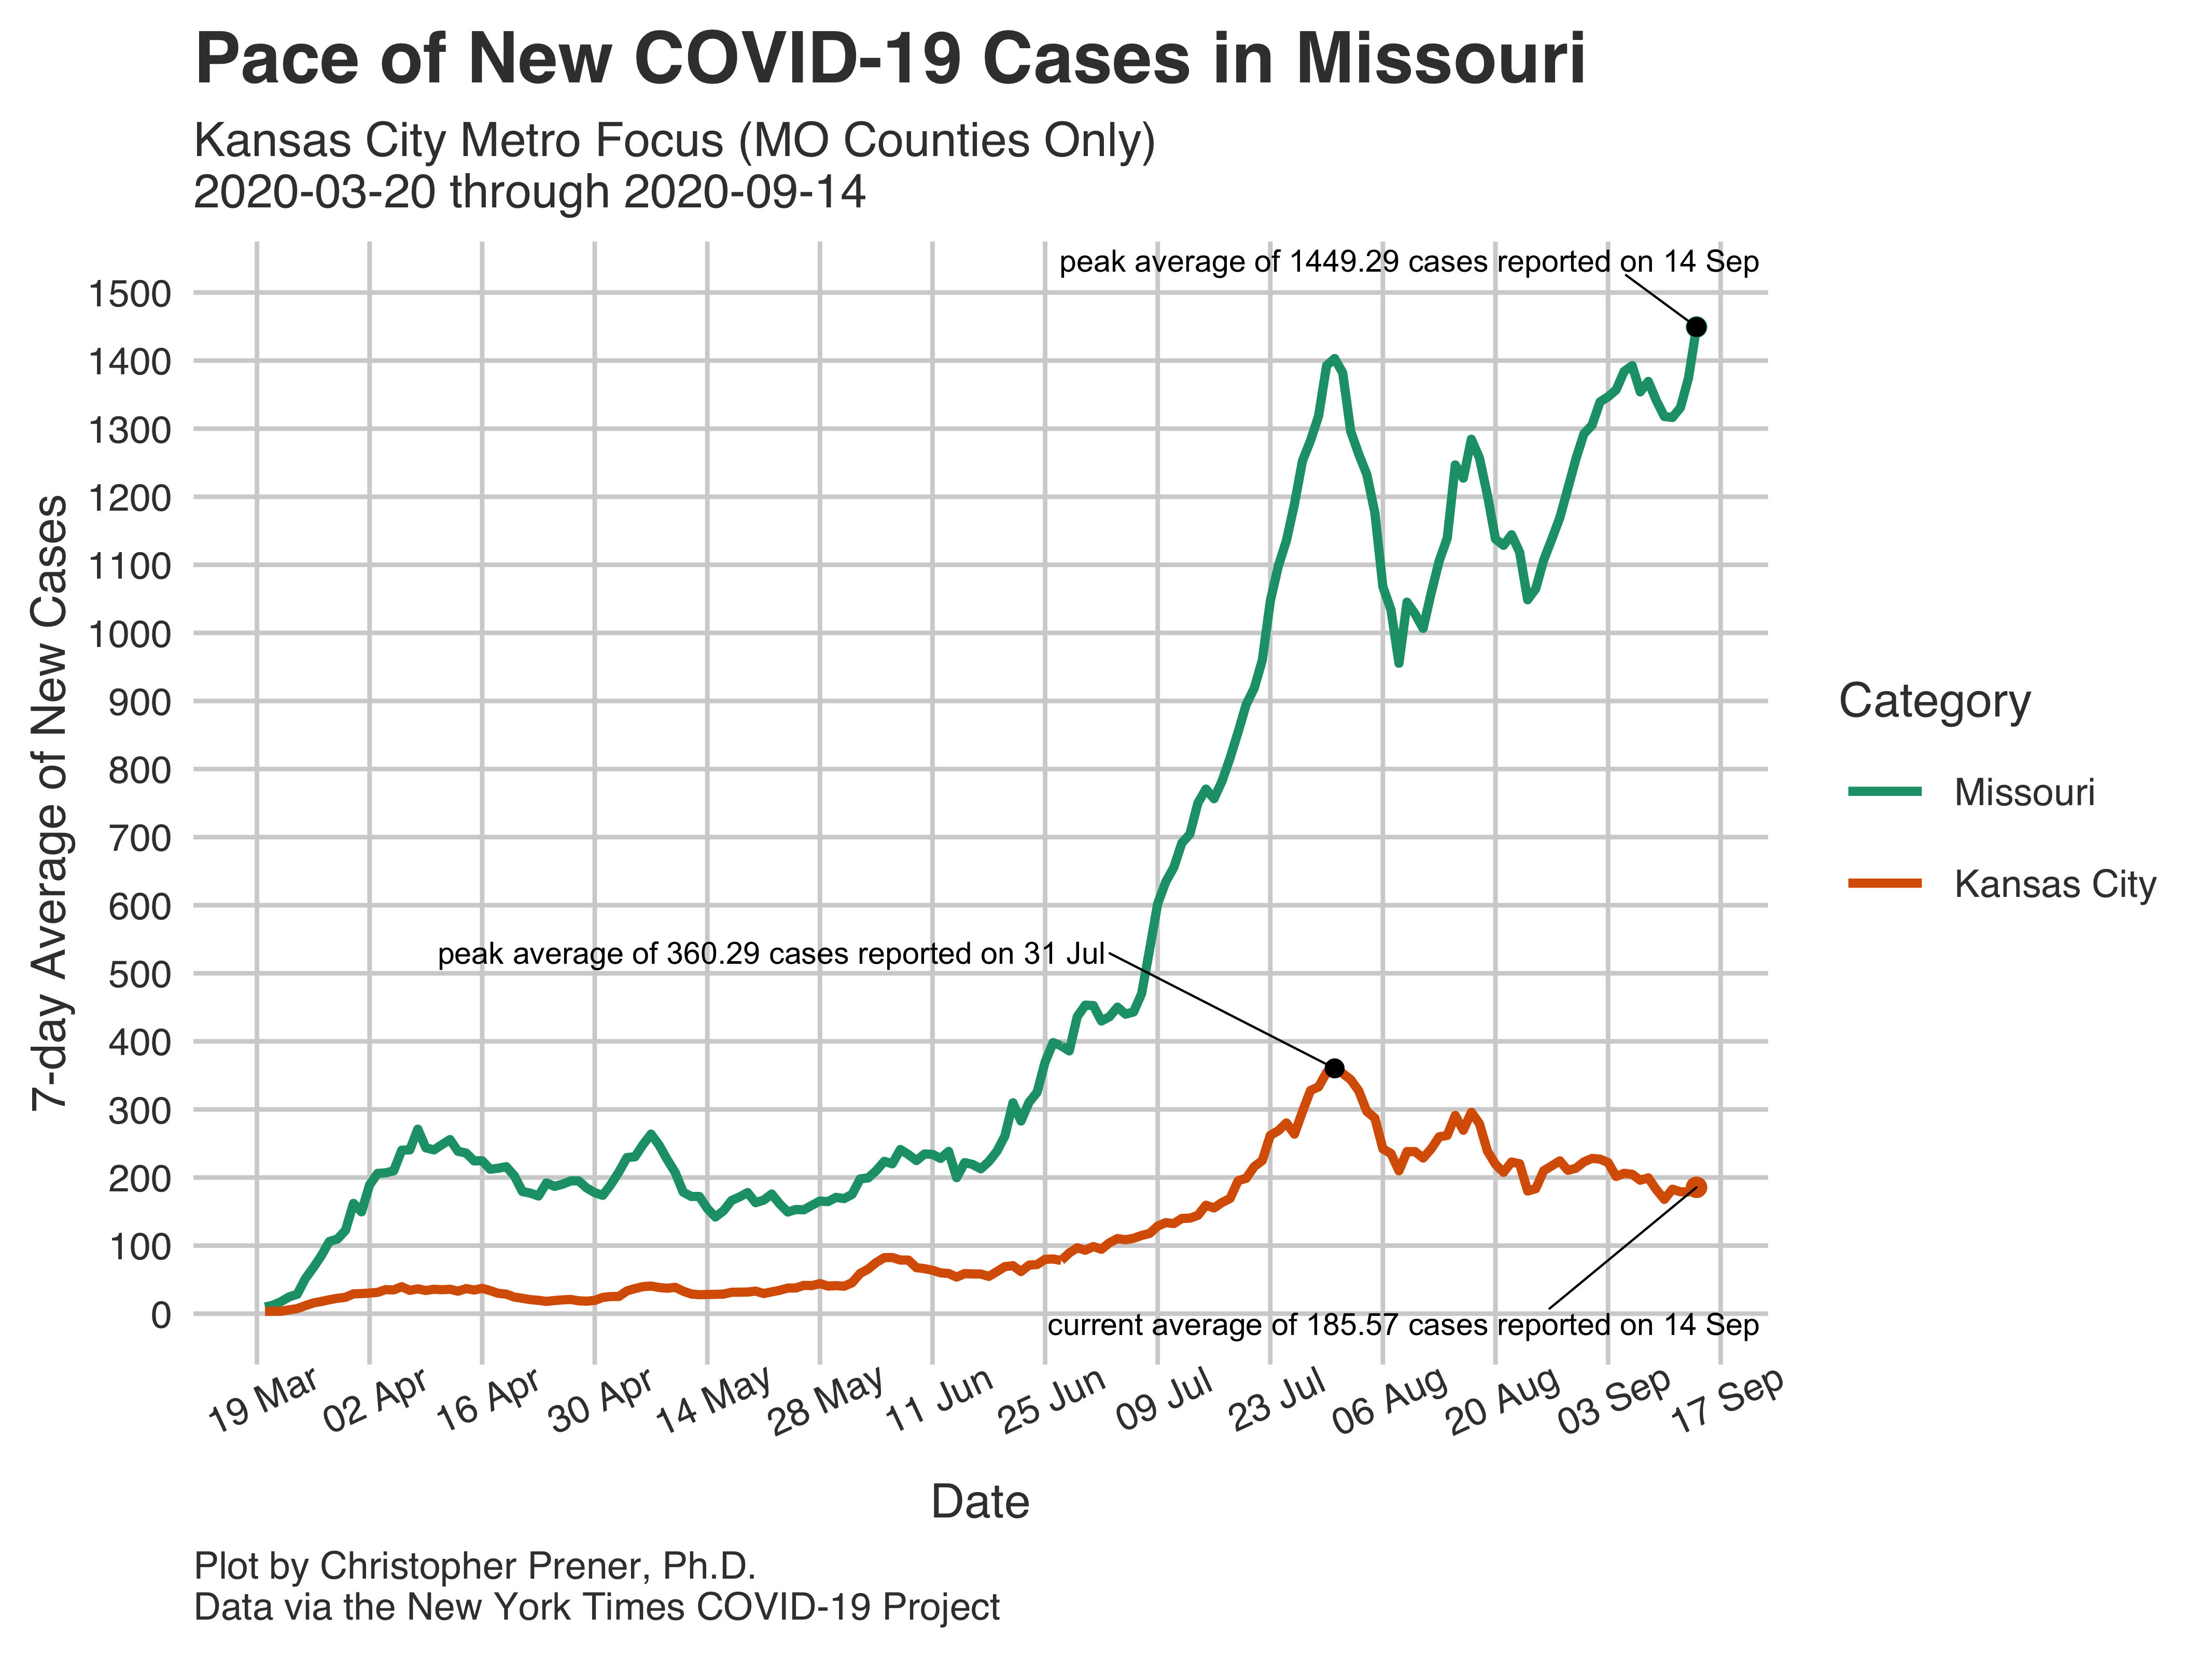 Pace of New COVID-19 Cases in Missouri
Kansas City Metro Focus (MO Counties Only)
2020-03-20 through 2020-09-14
peak average of 1449.29 cases reported on 14 Sep
1500
1400
1300
1200
1100
1000
900
800
700
600
500
400
300
200
100
0
7-day Average of New Cases
peak average of 360.29 cases reported on 31 Jul
current average of 185.57 cases reported on 14 Sep
Category
Missouri
Kansas City
19 Mar
02 Apr
16 Apr
30 Apr
14 May
28 May
11 Jun
25 Jun
09 Jul
23 Jul
06 Aug
20 Aug
03 Sep
17 Sep
Date
Plot by Christopher Prener, Ph.D.
Data via the New York Times COVID-19 Project